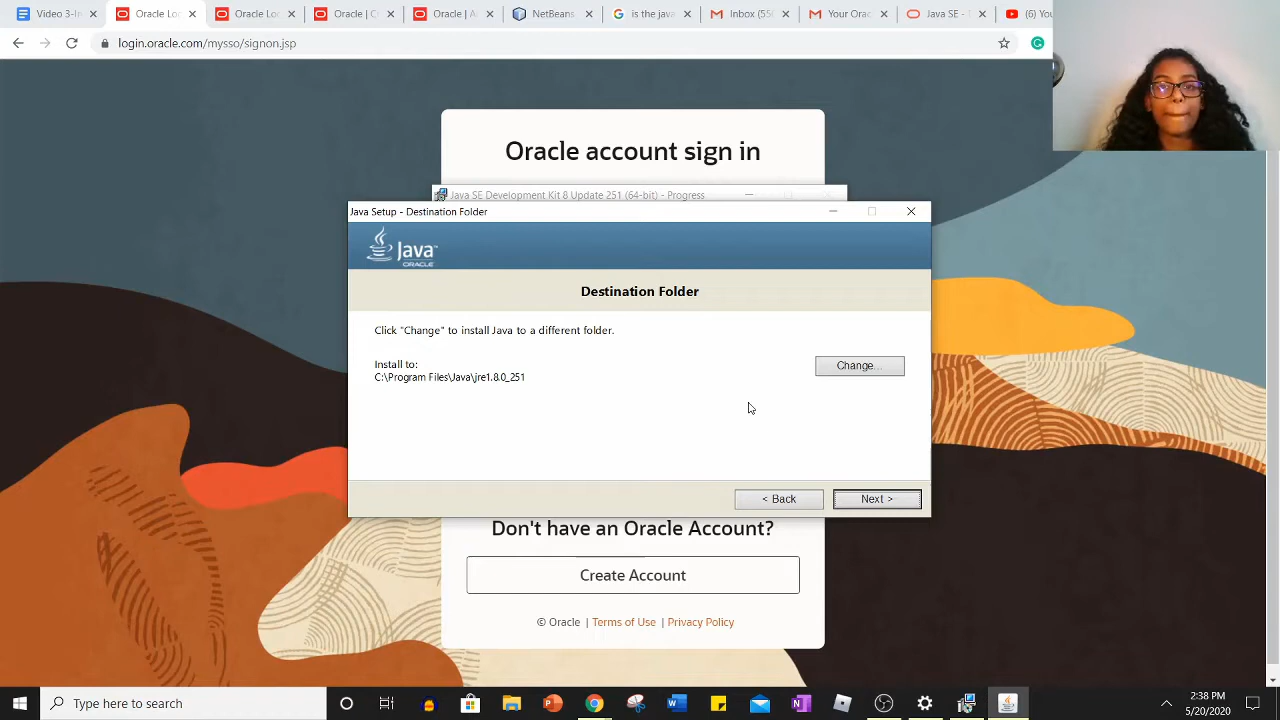 Video 3-In
Oracle Lo
Oracle Lo
Oracle | C
Oracle | A
NetBeans
is the java
Inbox (55
Your Orac
Java SE -
(1) You
login.oracle.com/mysso/signon.jsp
Oracle account sign in
Java SE Development Kit 8 Update 251 (64-bit) - Progress
Java Setup - Destination Folder
Java
ORACLE
Destination Folder
Click "Change" to install Java to a different folder.
Install to:
C:\Program Files\Java\jre1.8.0_251
Change...
< Back
Next >
Don't have an Oracle Account?
Create Account
© Oracle | Terms of Use | Privacy Policy
Type here to search
2:38 PM
5/20/2020